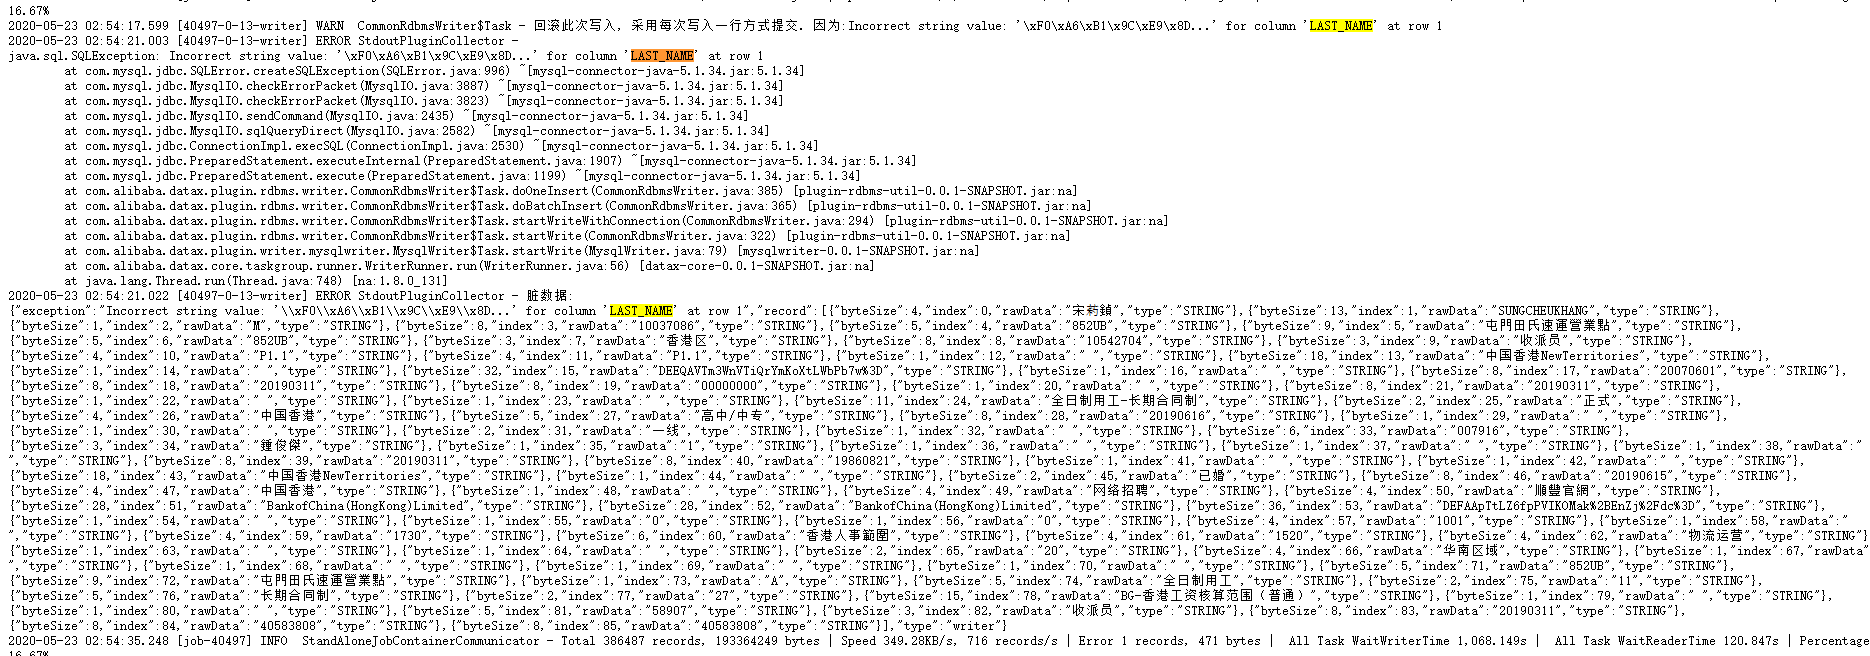 16.67%
2020-05-23 02:54:17.599 [40497-0-13-writer] WARN  CommonRdbmsWriter$Task - 回滚此次写入, 采用每次写入一行方式提交. 因为:Incorrect string value: '\xF0\xA6\xB1\x9C\xE9\x8D...' for column 'LAST_NAME' at row 1
2020-05-23 02:54:21.003 [40497-0-13-writer] ERROR StdoutPluginCollector -
java.sql.SQLException: Incorrect string value: '\xF0\xA6\xB1\x9C\xE9\x8D...' for column 'LAST_NAME' at row 1
at com.mysql.jdbc.SQLError.createSQLException(SQLError.java:996) ~[mysql-connector-java-5.1.34.jar:5.1.34]
at com.mysql.jdbc.MysqlIO.checkErrorPacket(MysqlIO.java:3887) ~[mysql-connector-java-5.1.34.jar:5.1.34]
at com.mysql.jdbc.MysqlIO.checkErrorPacket(MysqlIO.java:3823) ~[mysql-connector-java-5.1.34.jar:5.1.34]
at com.mysql.jdbc.MysqlIO.sendCommand(MysqlIO.java:2435) ~[mysql-connector-java-5.1.34.jar:5.1.34]
at com.mysql.jdbc.MysqlIO.sqlQueryDirect(MysqlIO.java:2582) ~[mysql-connector-java-5.1.34.jar:5.1.34]
at com.mysql.jdbc.ConnectionImpl.execSQL(ConnectionImpl.java:2530) ~[mysql-connector-java-5.1.34.jar:5.1.34]
at com.mysql.jdbc.PreparedStatement.executeInternal(PreparedStatement.java:1907) ~[mysql-connector-java-5.1.34.jar:5.1.34]
at com.mysql.jdbc.PreparedStatement.execute(PreparedStatement.java:1199) ~[mysql-connector-java-5.1.34.jar:5.1.34]
at com.alibaba.datax.plugin.rdbms.writer.CommonRdbmsWriter$Task.doOneInsert(CommonRdbmsWriter.java:385) [plugin-rdbms-util-0.0.1-SNAPSHOT.jar:na]
at com.alibaba.datax.plugin.rdbms.writer.CommonRdbmsWriter$Task.doBatchInsert(CommonRdbmsWriter.java:365) [plugin-rdbms-util-0.0.1-SNAPSHOT.jar:na]
at com.alibaba.datax.plugin.rdbms.writer.CommonRdbmsWriter$Task.startWriteWithConnection(CommonRdbmsWriter.java:294) [plugin-rdbms-util-0.0.1-SNAPSHOT.jar:na]
at com.alibaba.datax.plugin.rdbms.writer.CommonRdbmsWriter$Task.startWrite(CommonRdbmsWriter.java:322) [plugin-rdbms-util-0.0.1-SNAPSHOT.jar:na]
at com.alibaba.datax.plugin.writer.mysqlwriter.MysqlWriter$Task.startWrite(MysqlWriter.java:79) [mysqlwriter-0.0.1-SNAPSHOT.jar:na]
at com.alibaba.datax.core.taskgroup.runner.WriterRunner.run(WriterRunner.java:56) [datax-core-0.0.1-SNAPSHOT.jar:na]
at java.lang.Thread.run(Thread.java:748) [na:1.8.0_131]
2020-05-23 02:54:21.022 [40497-0-13-writer] ERROR StdoutPluginCollector - 脏数据:
{"exception":"Incorrect string value: '\\xF0\\xA6\\xB1\\x9C\\xE9\\x8D...' for column 'LAST_NAME' at row 1","record":[{"byteSize":4,"index":0,"rawData":"宋𦱜鍞","type":"STRING"},{"byteSize":13,"index":1,"rawData":"SUNGCHEUKHANG","type":"STRING"},
{"byteSize":1,"index":2,"rawData":"M","type":"STRING"},{"byteSize":8,"index":3,"rawData":"10037086","type":"STRING"},{"byteSize":5,"index":4,"rawData":"852UB","type":"STRING"},{"byteSize":9,"index":5,"rawData":"屯門田氏速運營業點","type":"STRING"},
{"byteSize":5,"index":6,"rawData":"852UB","type":"STRING"},{"byteSize":3,"index":7,"rawData":"香港区","type":"STRING"},{"byteSize":8,"index":8,"rawData":"10542704","type":"STRING"},{"byteSize":3,"index":9,"rawData":"收派员","type":"STRING"},
{"byteSize":4,"index":10,"rawData":"P1.1","type":"STRING"},{"byteSize":4,"index":11,"rawData":"P1.1","type":"STRING"},{"byteSize":1,"index":12,"rawData":" ","type":"STRING"},{"byteSize":18,"index":13,"rawData":"中国香港NewTerritories","type":"STRING"},
{"byteSize":1,"index":14,"rawData":" ","type":"STRING"},{"byteSize":32,"index":15,"rawData":"DEEQAVTm3WnVTiQrYmKoXtLWbPb7w%3D","type":"STRING"},{"byteSize":1,"index":16,"rawData":" ","type":"STRING"},{"byteSize":8,"index":17,"rawData":"20070601","type":"STRING"},
{"byteSize":8,"index":18,"rawData":"20190311","type":"STRING"},{"byteSize":8,"index":19,"rawData":"00000000","type":"STRING"},{"byteSize":1,"index":20,"rawData":" ","type":"STRING"},{"byteSize":8,"index":21,"rawData":"20190311","type":"STRING"},
{"byteSize":1,"index":22,"rawData":" ","type":"STRING"},{"byteSize":1,"index":23,"rawData":" ","type":"STRING"},{"byteSize":11,"index":24,"rawData":"全日制用工-长期合同制","type":"STRING"},{"byteSize":2,"index":25,"rawData":"正式","type":"STRING"},
{"byteSize":4,"index":26,"rawData":"中国香港","type":"STRING"},{"byteSize":5,"index":27,"rawData":"高中/中专","type":"STRING"},{"byteSize":8,"index":28,"rawData":"20190616","type":"STRING"},{"byteSize":1,"index":29,"rawData":" ","type":"STRING"},
{"byteSize":1,"index":30,"rawData":" ","type":"STRING"},{"byteSize":2,"index":31,"rawData":"一线","type":"STRING"},{"byteSize":1,"index":32,"rawData":" ","type":"STRING"},{"byteSize":6,"index":33,"rawData":"007916","type":"STRING"},
{"byteSize":3,"index":34,"rawData":"鍾俊傑","type":"STRING"},{"byteSize":1,"index":35,"rawData":"1","type":"STRING"},{"byteSize":1,"index":36,"rawData":" ","type":"STRING"},{"byteSize":1,"index":37,"rawData":" ","type":"STRING"},{"byteSize":1,"index":38,"rawData":"
","type":"STRING"},{"byteSize":8,"index":39,"rawData":"20190311","type":"STRING"},{"byteSize":8,"index":40,"rawData":"19860821","type":"STRING"},{"byteSize":1,"index":41,"rawData":" ","type":"STRING"},{"byteSize":1,"index":42,"rawData":" ","type":"STRING"},
{"byteSize":18,"index":43,"rawData":"中国香港NewTerritories","type":"STRING"},{"byteSize":1,"index":44,"rawData":" ","type":"STRING"},{"byteSize":2,"index":45,"rawData":"已婚","type":"STRING"},{"byteSize":8,"index":46,"rawData":"20190615","type":"STRING"},
{"byteSize":4,"index":47,"rawData":"中国香港","type":"STRING"},{"byteSize":1,"index":48,"rawData":" ","type":"STRING"},{"byteSize":4,"index":49,"rawData":"网络招聘","type":"STRING"},{"byteSize":4,"index":50,"rawData":"順豐官網","type":"STRING"},
{"byteSize":28,"index":51,"rawData":"BankofChina(HongKong)Limited","type":"STRING"},{"byteSize":28,"index":52,"rawData":"BankofChina(HongKong)Limited","type":"STRING"},{"byteSize":36,"index":53,"rawData":"DEFAApTtLZ6fpPVIKOMak%2BEnZj%2Fdc%3D","type":"STRING"},
{"byteSize":1,"index":54,"rawData":" ","type":"STRING"},{"byteSize":1,"index":55,"rawData":"0","type":"STRING"},{"byteSize":1,"index":56,"rawData":"0","type":"STRING"},{"byteSize":4,"index":57,"rawData":"1001","type":"STRING"},{"byteSize":1,"index":58,"rawData":"
","type":"STRING"},{"byteSize":4,"index":59,"rawData":"1730","type":"STRING"},{"byteSize":6,"index":60,"rawData":"香港人事範圍","type":"STRING"},{"byteSize":4,"index":61,"rawData":"1520","type":"STRING"},{"byteSize":4,"index":62,"rawData":"物流运营","type":"STRING"}
{"byteSize":1,"index":63,"rawData":" ","type":"STRING"},{"byteSize":1,"index":64,"rawData":" ","type":"STRING"},{"byteSize":2,"index":65,"rawData":"20","type":"STRING"},{"byteSize":4,"index":66,"rawData":"华南区域","type":"STRING"},{"byteSize":1,"index":67,"rawData"
","type":"STRING"},{"byteSize":1,"index":68,"rawData":" ","type":"STRING"},{"byteSize":1,"index":69,"rawData":" ","type":"STRING"},{"byteSize":1,"index":70,"rawData":" ","type":"STRING"},{"byteSize":5,"index":71,"rawData":"852UB","type":"STRING"},
{"byteSize":9,"index":72,"rawData":"屯門田氏速運營業點","type":"STRING"},{"byteSize":1,"index":73,"rawData":"A","type":"STRING"},{"byteSize":5,"index":74,"rawData":"全日制用工","type":"STRING"},{"byteSize":2,"index":75,"rawData":"11","type":"STRING"},
{"byteSize":5,"index":76,"rawData":"长期合同制","type":"STRING"},{"byteSize":2,"index":77,"rawData":"27","type":"STRING"},{"byteSize":15,"index":78,"rawData":"BG-香港工资核算范围（普通）","type":"STRING"},{"byteSize":1,"index":79,"rawData":" ","type":"STRING"},
{"byteSize":1,"index":80,"rawData":" ","type":"STRING"},{"byteSize":5,"index":81,"rawData":"58907","type":"STRING"},{"byteSize":3,"index":82,"rawData":"收派员","type":"STRING"},{"byteSize":8,"index":83,"rawData":"20190311","type":"STRING"},
{"byteSize":8,"index":84,"rawData":"40583808","type":"STRING"},{"byteSize":8,"index":85,"rawData":"40583808","type":"STRING"}],"type":"writer"}
2020-05-23 02:54:35.248 [job-40497] INFO  StandAloneJobContainerCommunicator - Total 386487 records, 193364249 bytes | Speed 349.28KB/s, 716 records/s | Error 1 records, 471 bytes |  All Task WaitWriterTime 1,068.149s |  All Task WaitReaderTime 120.847s | Percentage
16.67%